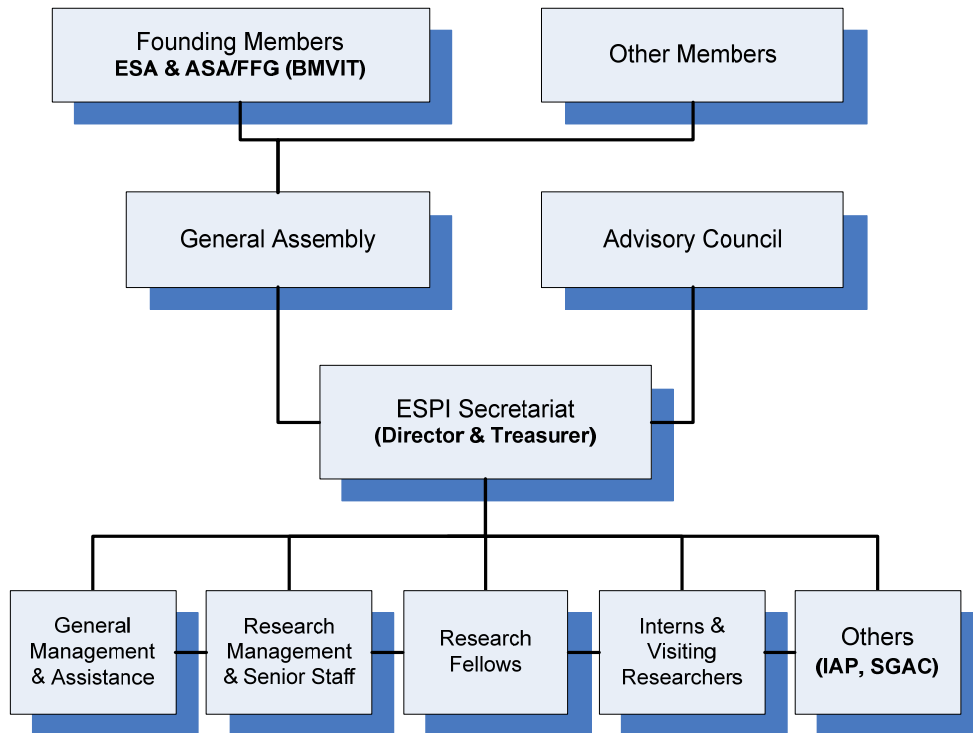 Founding Members
ESA & ASA/FFG (BMVIT)
Other Members
General Assembly
Advisory Council
ESPI Secretariat
(Director & Treasurer)
General
Management
& Assistance
Research
Management
& Senior Staff
Research
Fellows
Interns &
Visiting
Researchers
Others
(IAP, SGAC)